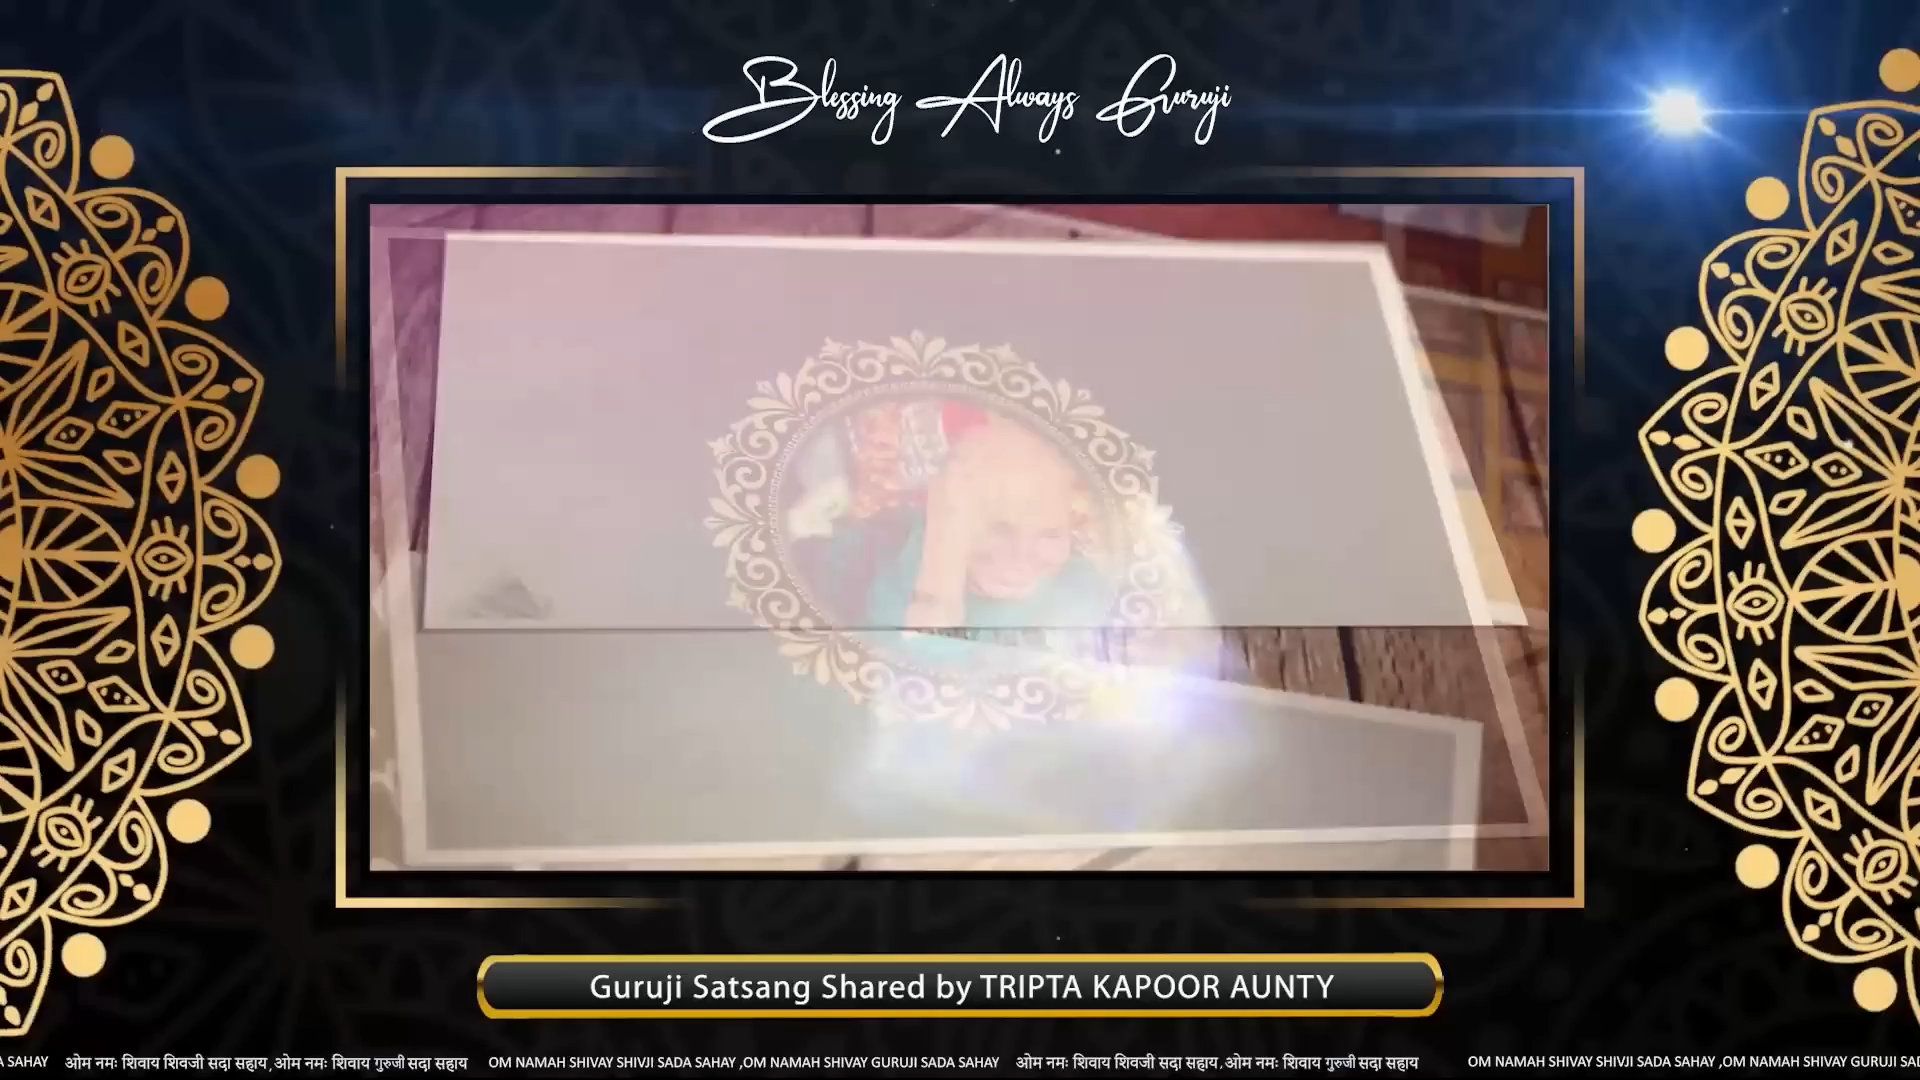 Blessing Always Guruji
Guruji Satsang Shared by TRIPTA KAPOOR AUNTY
SAHAY ओम नमः शिवाय शिवजी सदा सहाय,ओम नमः शिवाय गुरुजी सदा सहाय OM NAMAH SHIVAY SHIVJI SADA SAHAY ,OM NAMAH SHIVAY GURUJI SADA SAHAY ओम नमः शिवाय शिवजी सदा सहाय,ओम नमः शिवाय गुरुजी सदा सहाय OM NAMAH SHIVAY SHIVJI SADA SAHAY ,OM NAMAH SHIVAY GURUJI